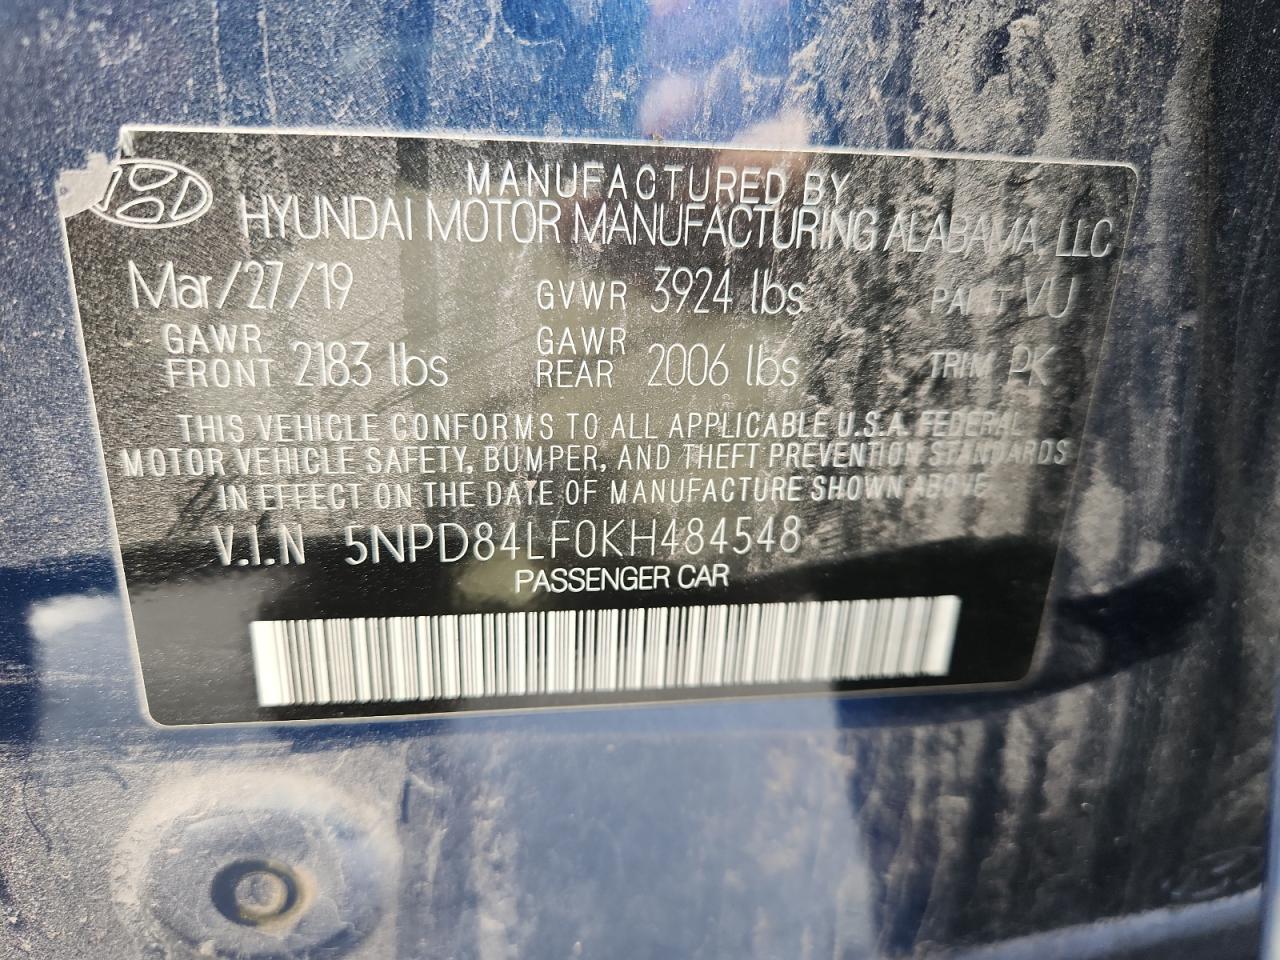 MANUFACTURED BY
HYUNDAI MOTOR MANUFACTURING ALABAMA, LLC
Mar/27/19 GVWR 3924 lbs PAINT VU
GAWR FRONT 2183 lbs GAWR REAR 2006 lbs TRIM PK
THIS VEHICLE CONFORMS TO ALL APPLICABLE U.S.A. FEDERAL
MOTOR VEHICLE SAFETY, BUMPER, AND THEFT PREVENTION STANDARDS
IN EFFECT ON THE DATE OF MANUFACTURE SHOWN ABOVE
V.I.N 5NPD84LF0KH484548
PASSENGER CAR